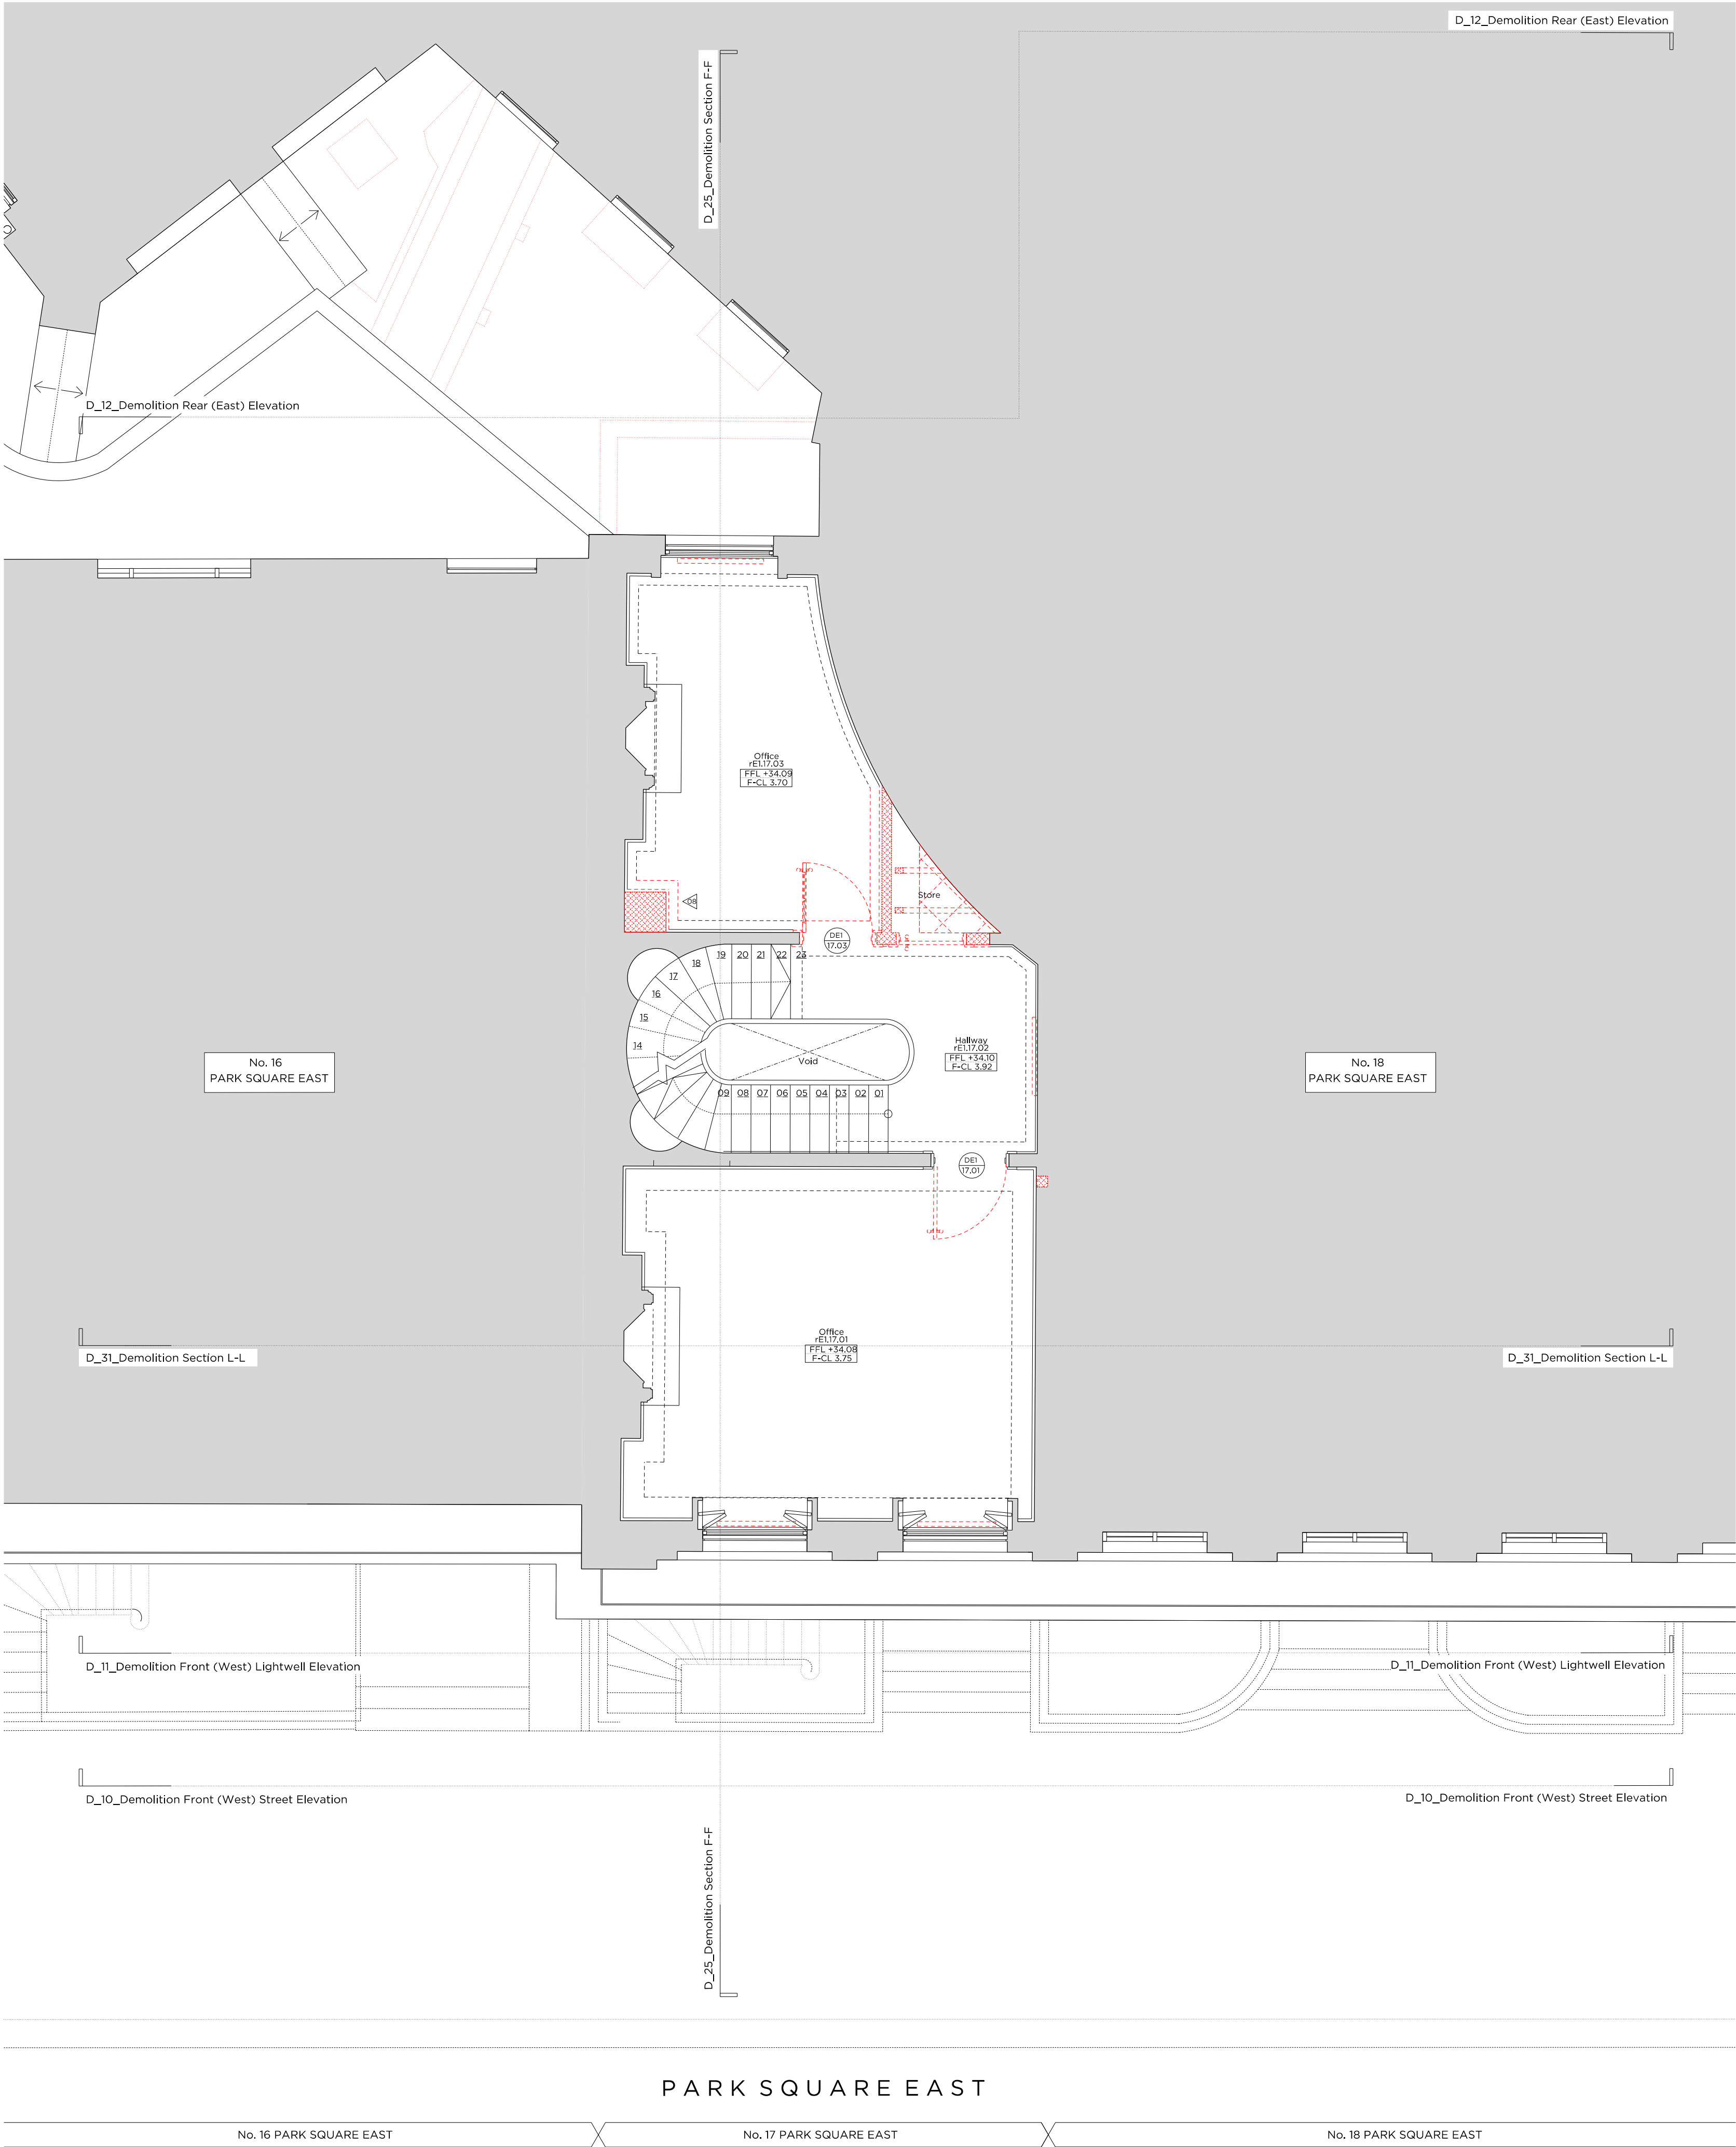 D_12_Demolition Rear (East) Elevation
D_25_Demolition Section F-F
D_12_Demolition Rear (East) Elevation
Office
rE1.17.03
FFL +34.09
F-CL 3.70
08
Store
DE1
17.03
19 20 21 22 23
18
17
16
15
14
Void
Hallway
rE1.17.02
FFL +34.10
F-CL 3.92
No. 16
PARK SQUARE EAST
No. 18
PARK SQUARE EAST
09 08 07 06 05 04 03 02 01
DE1
17.01
Office
rE1.17.01
FFL +34.08
F-CL 3.75
D_31_Demolition Section L-L
D_31_Demolition Section L-L
D_11_Demolition Front (West) Lightwell Elevation
D_11_Demolition Front (West) Lightwell Elevation
D_10_Demolition Front (West) Street Elevation
D_10_Demolition Front (West) Street Elevation
D_25_Demolition Section F-F
PARK SQUARE EAST
No. 16 PARK SQUARE EAST
No. 17 PARK SQUARE EAST
No. 18 PARK SQUARE EAST